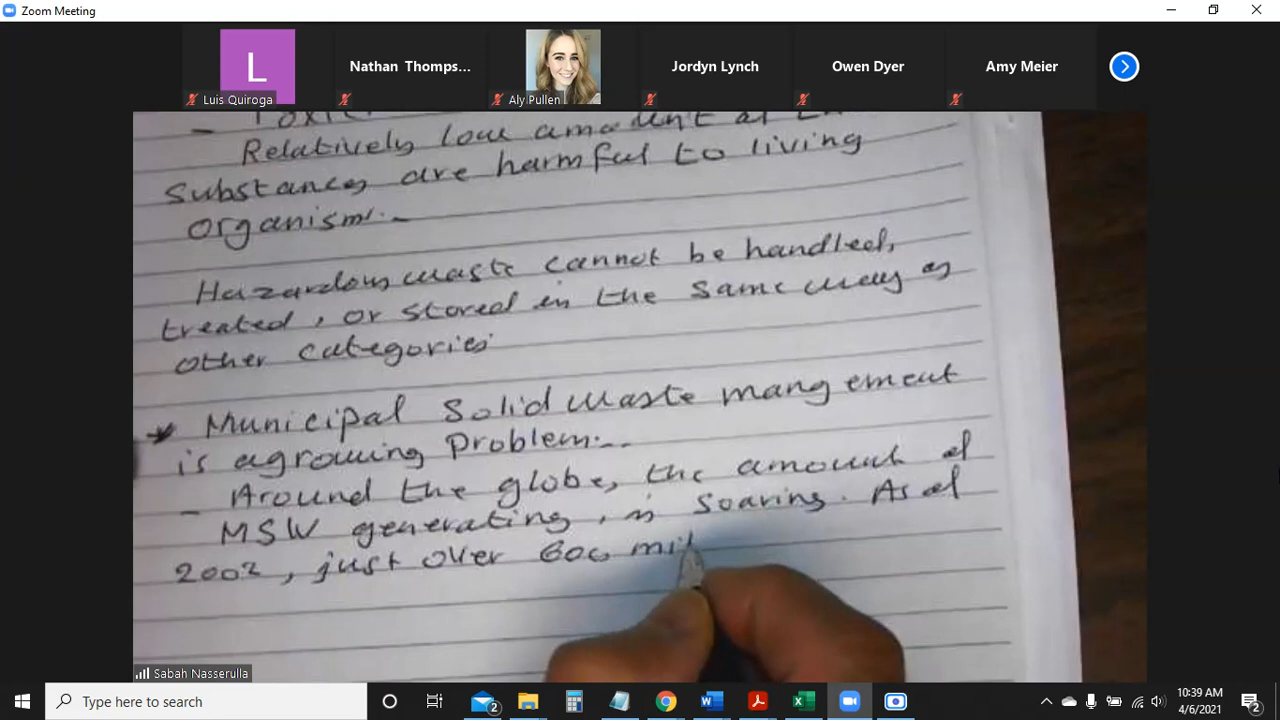 Zoom Meeting
L
Nathan Thomps...
Jordyn Lynch
Owen Dyer
Amy Meier
Luis Quiroga
Aly Pullen
- Toxic
Relatively low amount of
substances are harmful to living
organism.
Hazardous waste cannot be handled,
treated, or stored in the same way as
other categories
* Municipal Solid waste mangement
is a growing problem...
- Around the globe, the amount of
MSW generating, is soaring. As of
2002, just over 600 mil
Sabah Nasserulla
Type here to search
2
10:39 AM
4/6/2021
2